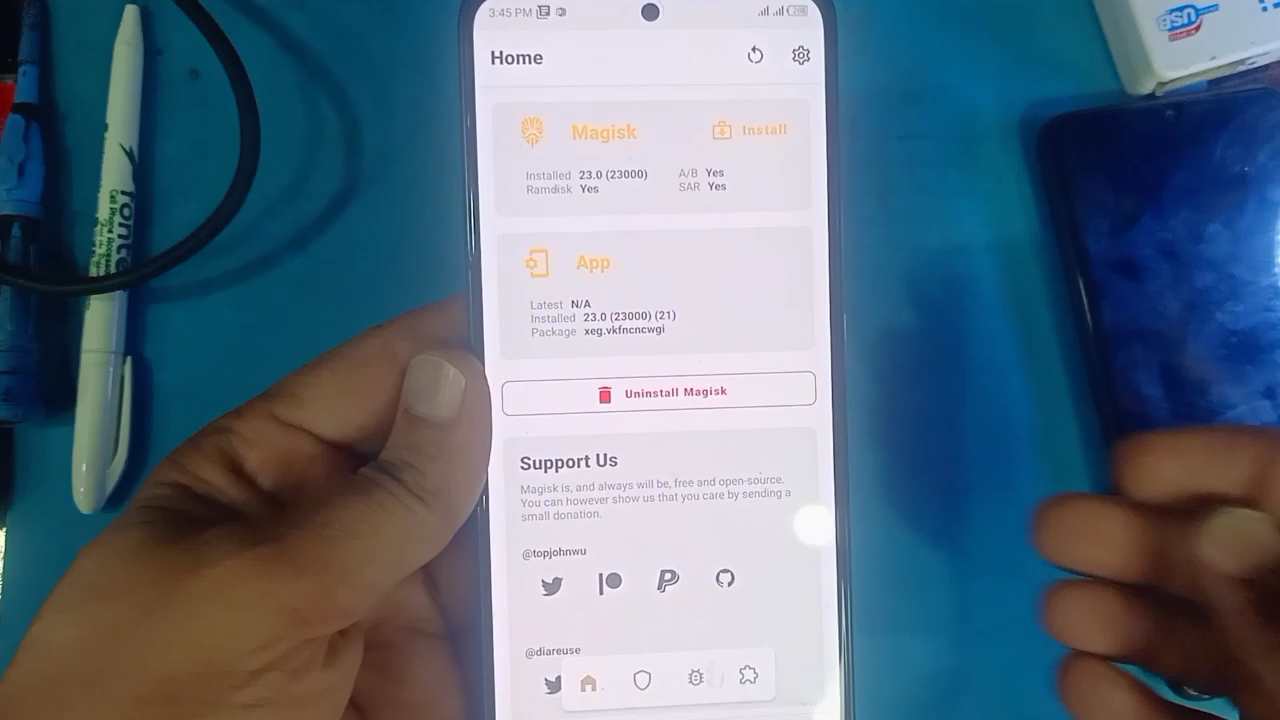 3:45 PM
Home
Magisk
Install
Installed 23.0 (23000)
A/B Yes
Ramdisk Yes
SAR Yes
App
Latest N/A
Installed 23.0 (23000) (21)
Package xeg.vkfncncwgi
Uninstall Magisk
Support Us
Magisk is, and always will be, free and open-source.
You can however show us that you care by sending a
small donation.
@topjohnwu
@diareuse
USB